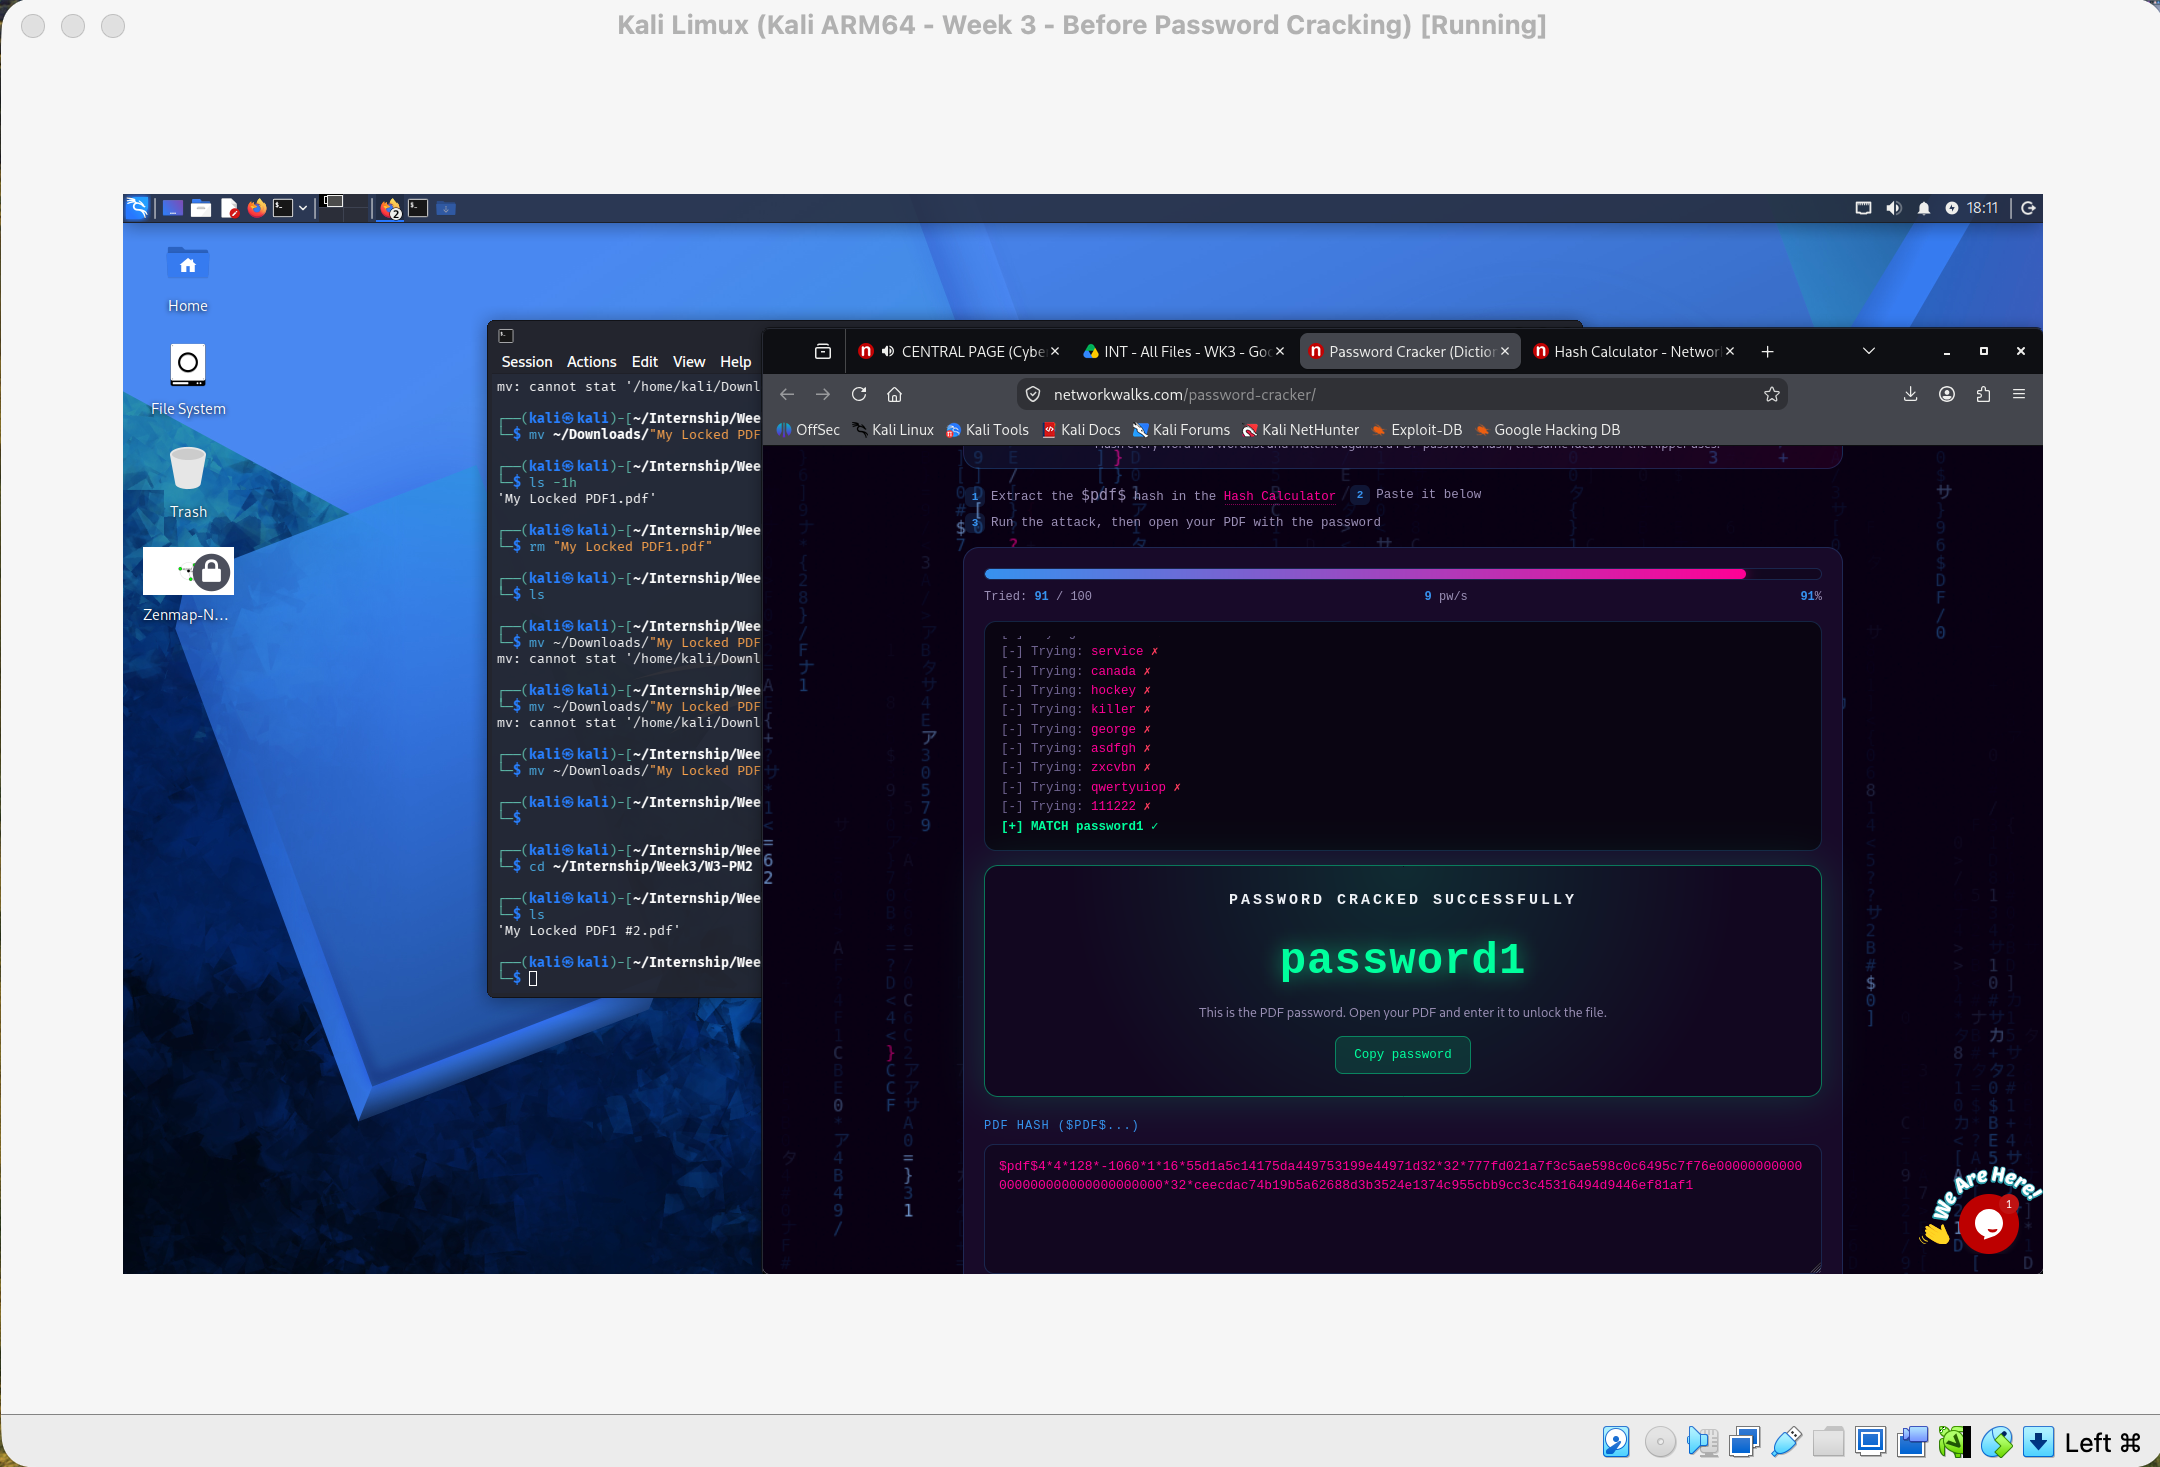 Kali Limux (Kali ARM64 - Week 3 - Before Password Cracking) [Running]
2
18:11
Home
File System
Trash
Zenmap-N...
Session Actions Edit View Help
mv: cannot stat '/home/kali/Downl
(kali㉿kali)-[~/Internship/Wee
$ mv ~/Downloads/"My Locked PDF
(kali㉿kali)-[~/Internship/Wee
$ ls -1h
'My Locked PDF1.pdf'
(kali㉿kali)-[~/Internship/Wee
$ rm "My Locked PDF1.pdf"
(kali㉿kali)-[~/Internship/Wee
$ ls
(kali㉿kali)-[~/Internship/Wee
$ mv ~/Downloads/"My Locked PDF
mv: cannot stat '/home/kali/Downl
(kali㉿kali)-[~/Internship/Wee
$ mv ~/Downloads/"My Locked PDF
mv: cannot stat '/home/kali/Downl
(kali㉿kali)-[~/Internship/Wee
$ mv ~/Downloads/"My Locked PDF
(kali㉿kali)-[~/Internship/Wee
$
(kali㉿kali)-[~/Internship/Wee
$ cd ~/Internship/Week3/W3-PM2
(kali㉿kali)-[~/Internship/Wee
$ ls
'My Locked PDF1 #2.pdf'
(kali㉿kali)-[~/Internship/Wee
$
CENTRAL PAGE (Cybe
INT - All Files - WK3 - Goo
Password Cracker (Diction
Hash Calculator - Networ
networkwalks.com/password-cracker/
OffSec Kali Linux Kali Tools Kali Docs Kali Forums Kali NetHunter Exploit-DB Google Hacking DB
1 Extract the $pdf$ hash in the Hash Calculator 2 Paste it below
3 Run the attack, then open your PDF with the password
Tried: 91 / 100 9 pw/s 91%
[-] Trying: service ✗
[-] Trying: canada ✗
[-] Trying: hockey ✗
[-] Trying: killer ✗
[-] Trying: george ✗
[-] Trying: asdfgh ✗
[-] Trying: zxcvbn ✗
[-] Trying: qwertyuiop ✗
[-] Trying: 111222 ✗
[+] MATCH password1 ✓
PASSWORD CRACKED SUCCESSFULLY
password1
This is the PDF password. Open your PDF and enter it to unlock the file.
Copy password
PDF HASH ($PDF$...)
$pdf$4*4*128*-1060*1*16*55d1a5c14175da449753199e44971d32*32*777fd021a7f3c5ae598c0c6495c7f76e00000000000
0000000000000000000000*32*ceecdac74b19b5a62688d3b3524e1374c955cbb9cc3c45316494d9446ef81af1
We Are Here!
1
Left ⌘